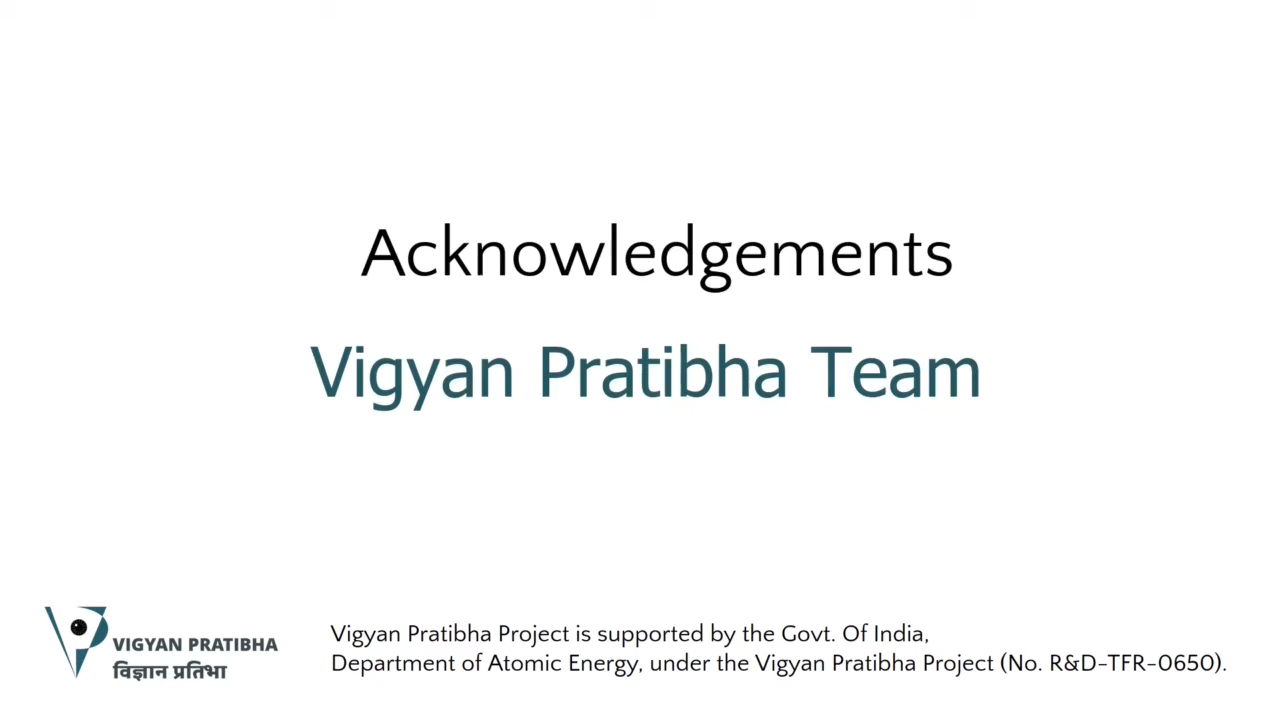 Acknowledgements
Vigyan Pratibha Team
VIGYAN PRATIBHA
विज्ञान प्रतिभा
Vigyan Pratibha Project is supported by the Govt. Of India,
Department of Atomic Energy, under the Vigyan Pratibha Project (No. R&D-TFR-0650).